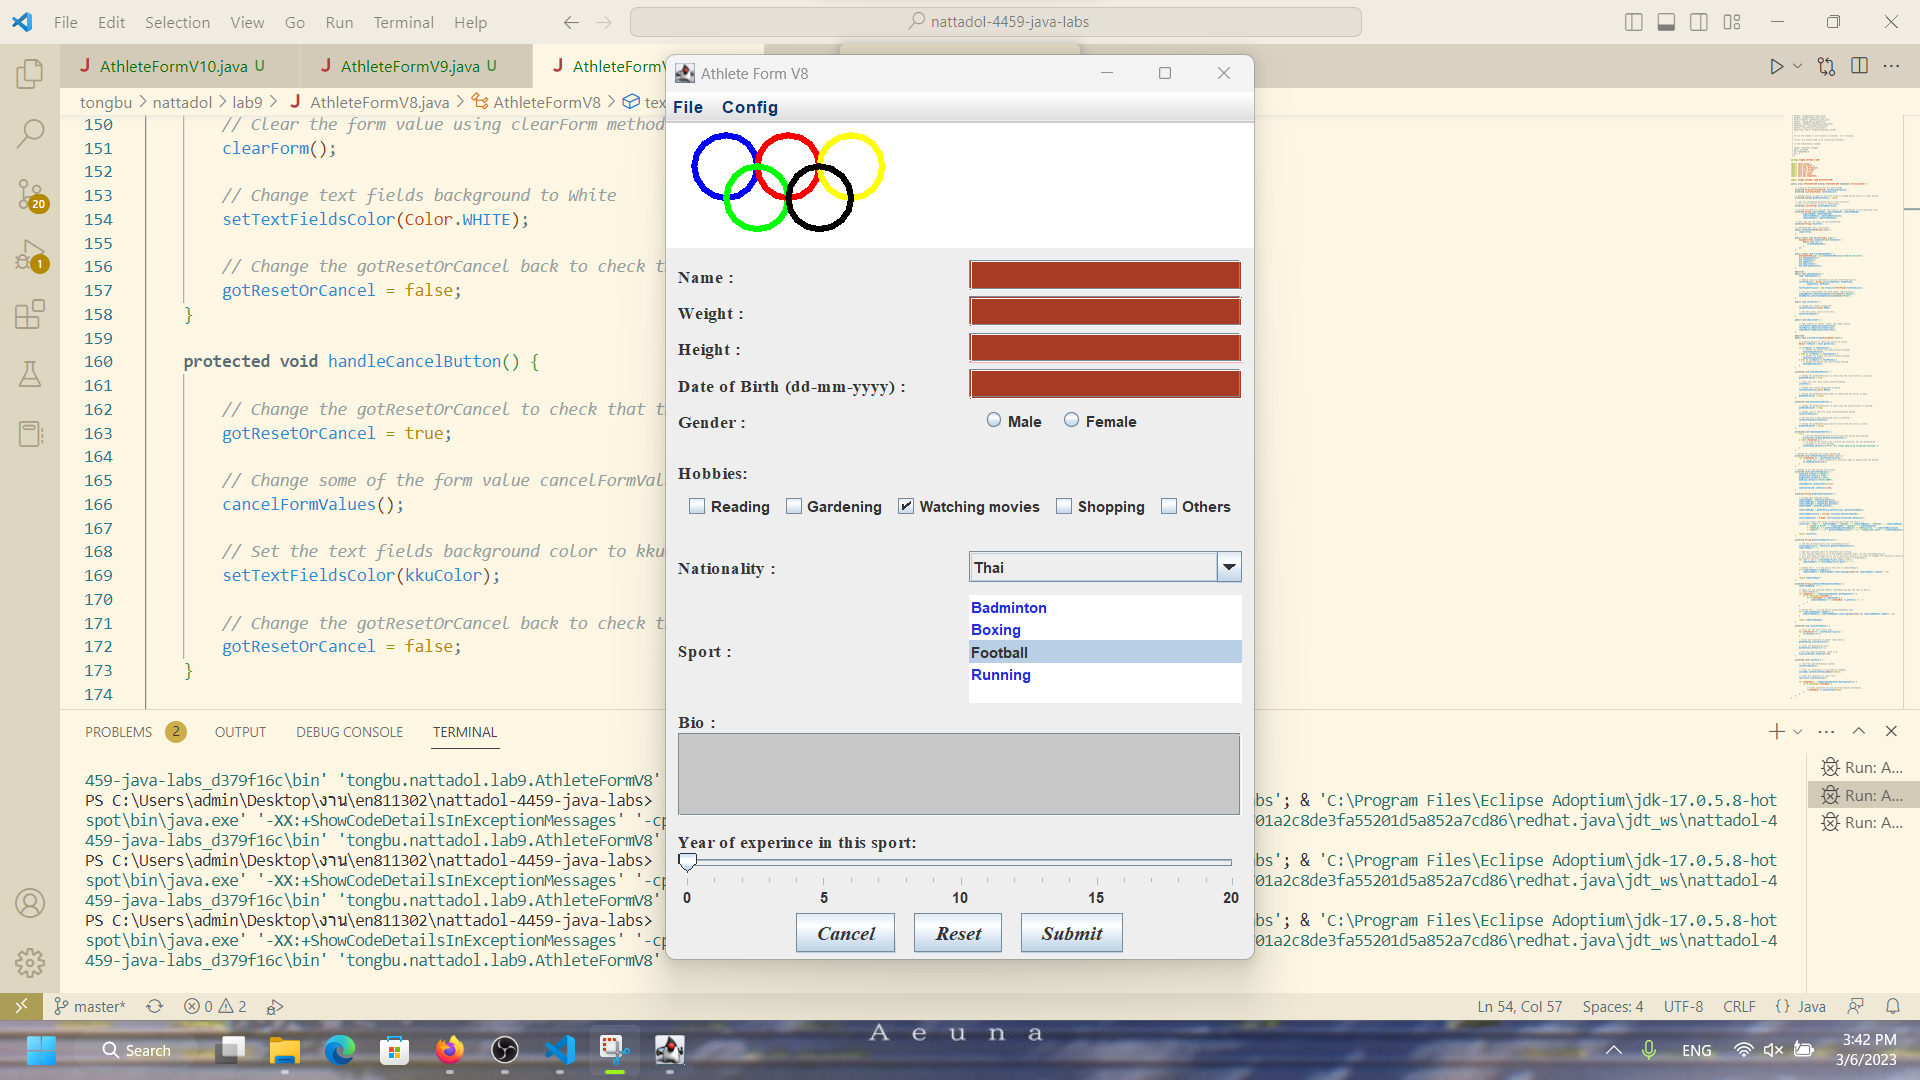 File Edit Selection View Go Run Terminal Help
nattadol-4459-java-labs
AthleteFormV10.java U
AthleteFormV9.java U
AthleteFormV
tongbu > nattadol > lab9 > AthleteFormV8.java > AthleteFormV8 > tex
150 // Clear the form value using clearForm method
151 clearForm();
152
153 // Change text fields background to White
154 setTextFieldsColor(Color.WHITE);
155
156 // Change the gotResetOrCancel back to check t
157 gotResetOrCancel = false;
158 }
159
160 protected void handleCancelButton() {
161
162 // Change the gotResetOrCancel to check that t
163 gotResetOrCancel = true;
164
165 // Change some of the form value cancelFormVal
166 cancelFormValues();
167
168 // Set the text fields background color to kku
169 setTextFieldsColor(kkuColor);
170
171 // Change the gotResetOrCancel back to check t
172 gotResetOrCancel = false;
173 }
174
Athlete Form V8
File Config
Name :
Weight :
Height :
Date of Birth (dd-mm-yyyy) :
Gender : Male Female
Hobbies:
Reading Gardening Watching movies Shopping Others
Nationality : Thai
Sport :
Badminton
Boxing
Football
Running
Bio :
Year of experince in this sport:
0 5 10 15 20
Cancel Reset Submit
PROBLEMS 2 OUTPUT DEBUG CONSOLE TERMINAL
459-java-labs_d379f16c\bin' 'tongbu.nattadol.lab9.AthleteFormV8'
PS C:\Users\admin\Desktop\งาน\en811302\nattadol-4459-java-labs> bs'; & 'C:\Program Files\Eclipse Adoptium\jdk-17.0.5.8-hot
spot\bin\java.exe' '-XX:+ShowCodeDetailsInExceptionMessages' '-cp 01a2c8de3fa55201d5a852a7cd86\redhat.java\jdt_ws\nattadol-4
459-java-labs_d379f16c\bin' 'tongbu.nattadol.lab9.AthleteFormV8'
PS C:\Users\admin\Desktop\งาน\en811302\nattadol-4459-java-labs> bs'; & 'C:\Program Files\Eclipse Adoptium\jdk-17.0.5.8-hot
spot\bin\java.exe' '-XX:+ShowCodeDetailsInExceptionMessages' '-cp 01a2c8de3fa55201d5a852a7cd86\redhat.java\jdt_ws\nattadol-4
459-java-labs_d379f16c\bin' 'tongbu.nattadol.lab9.AthleteFormV8'
PS C:\Users\admin\Desktop\งาน\en811302\nattadol-4459-java-labs> bs'; & 'C:\Program Files\Eclipse Adoptium\jdk-17.0.5.8-hot
spot\bin\java.exe' '-XX:+ShowCodeDetailsInExceptionMessages' '-cp 01a2c8de3fa55201d5a852a7cd86\redhat.java\jdt_ws\nattadol-4
459-java-labs_d379f16c\bin' 'tongbu.nattadol.lab9.AthleteFormV8'
Run: A...
Run: A...
Run: A...
20
1
master* 0 2
Ln 54, Col 57 Spaces: 4 UTF-8 CRLF {} Java
Aeuna
Search
ENG
3:42 PM
3/6/2023